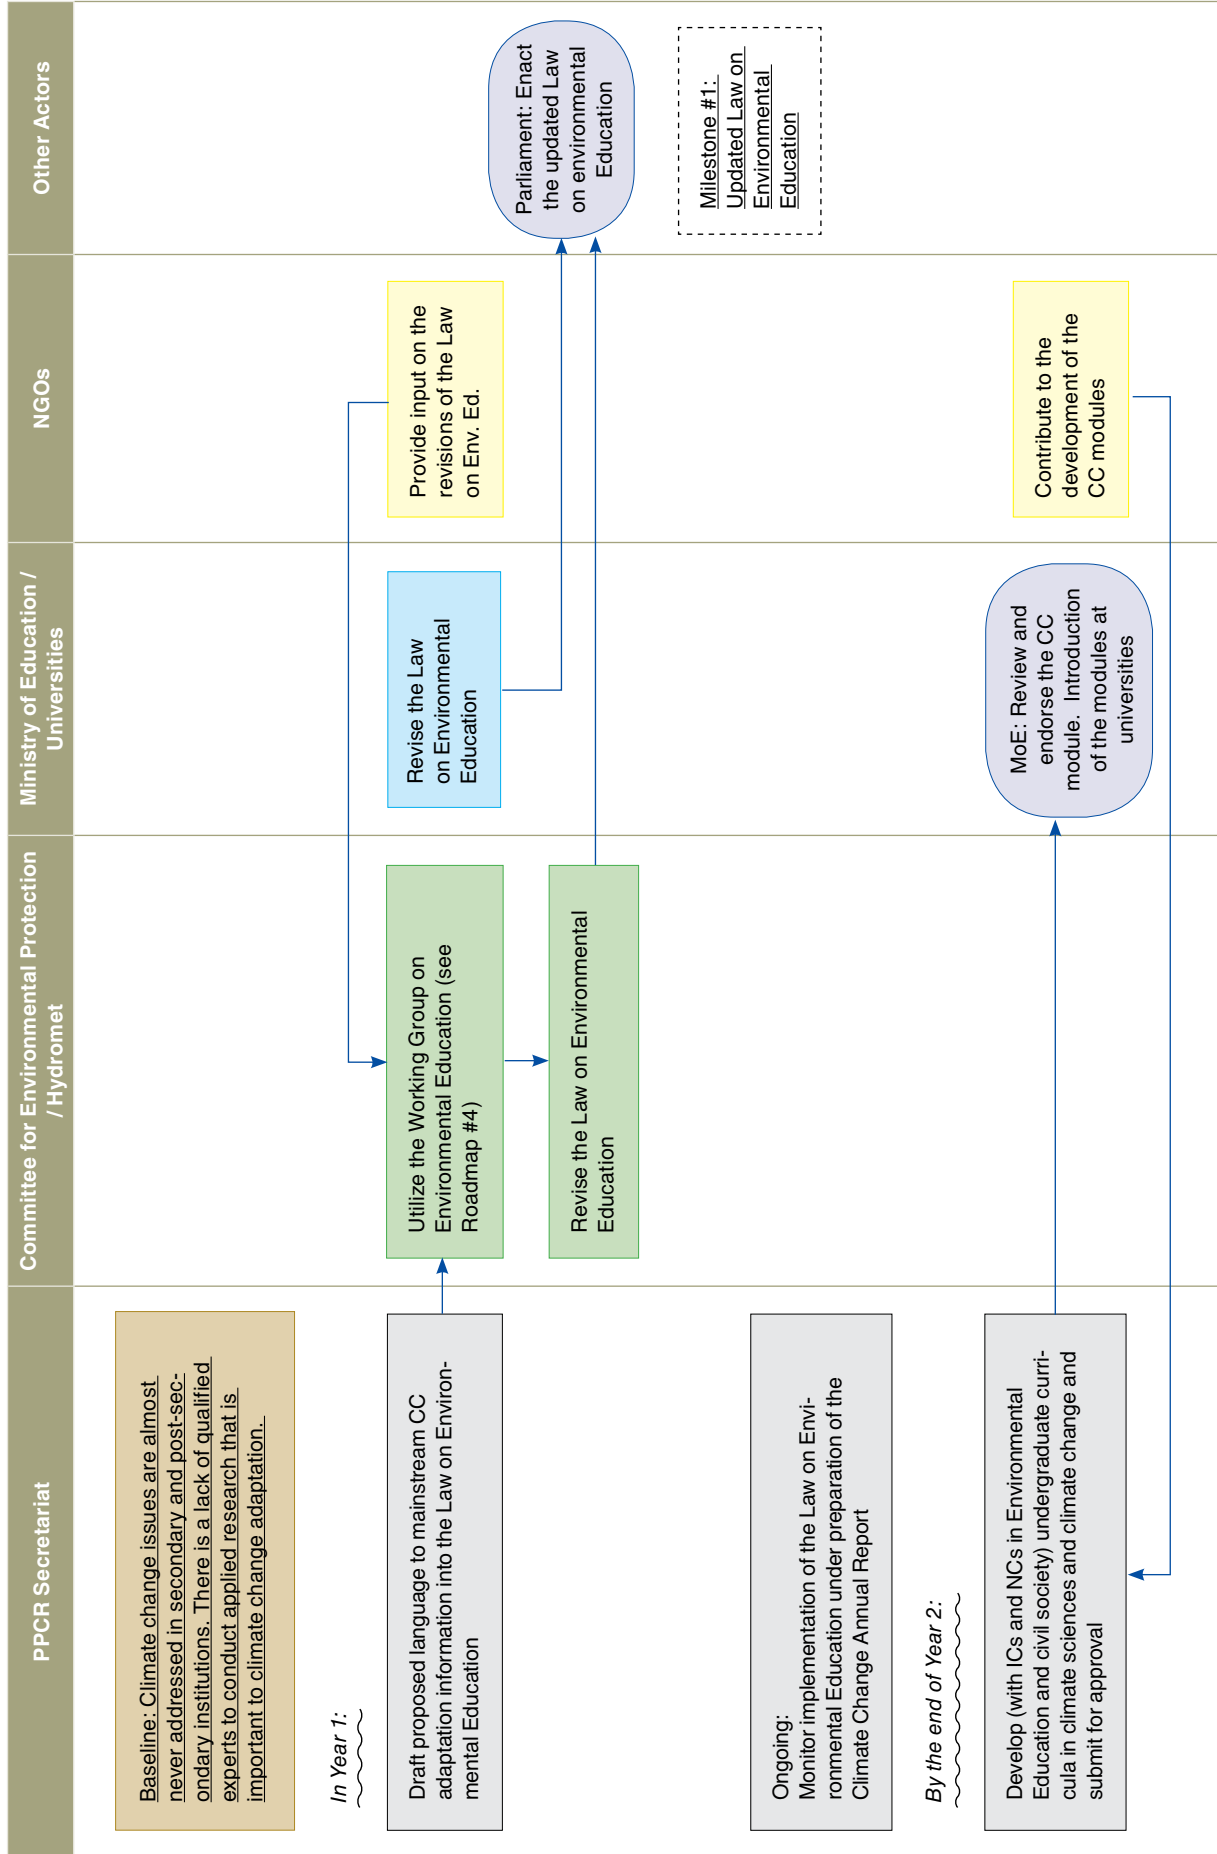 PPCR Secretariat
Committee for Environmental Protection
/ Hydromet
Ministry of Education /
Universities
NGOs
Other Actors
Baseline: Climate change issues are almost
never addressed in secondary and post-sec-
ondary institutions. There is a lack of qualified
experts to conduct applied research that is
important to climate change adaptation.
In Year 1:
Draft proposed language to mainstream CC
adaptation information into the Law on Environ-
mental Education
Utilize the Working Group on
Environmental Education (see
Roadmap #4)
Revise the Law
on Environmental
Education
Provide input on the
revisions of the Law
on Env. Ed.
Parliament: Enact
the updated Law
on environmental
Education
Revise the Law on Environmental
Education
Milestone #1:
Updated Law on
Environmental
Education
Ongoing:
Monitor implementation of the Law on Envi-
ronmental Education under preparation of the
Climate Change Annual Report
By the end of Year 2:
Develop (with ICs and NCs in Environmental
Education and civil society) undergraduate curri-
cula in climate sciences and climate change and
submit for approval
MoE: Review and
endorse the CC
module. Introduction
of the modules at
universities
Contribute to the
development of the
CC modules